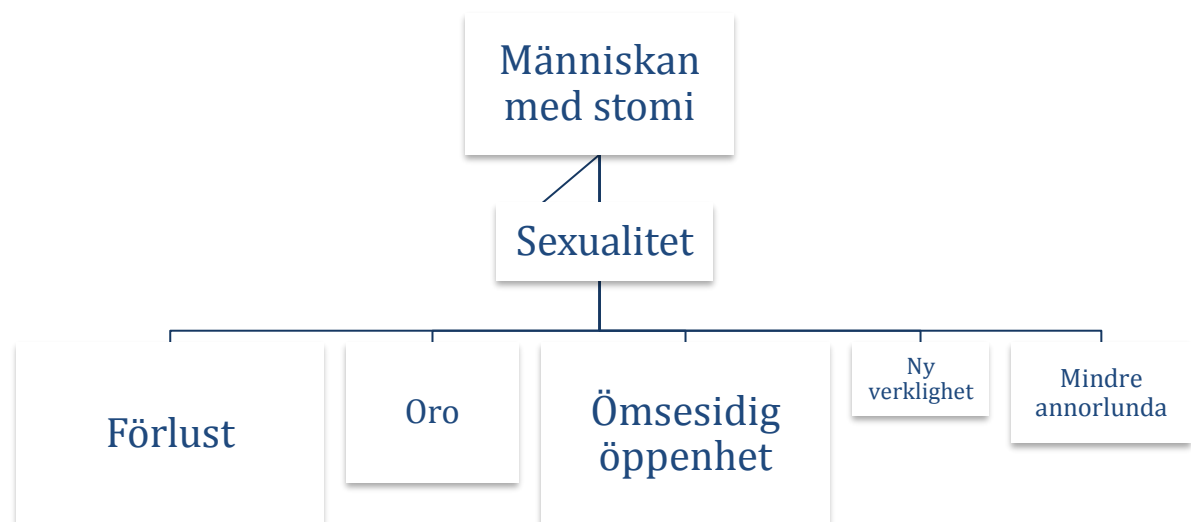 Människan
med stomi
Sexualitet
Förlust
Oro
Ömsesidig
öppenhet
Ny
verklighet
Mindre
annorlunda